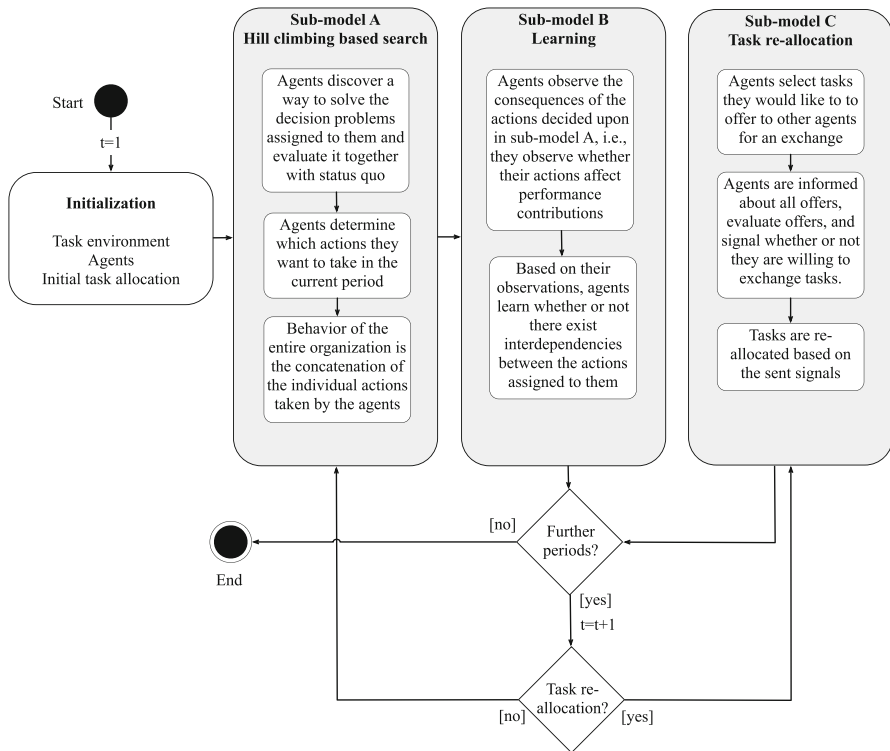 Start
t=1
Initialization
Task environment
Agents
Initial task allocation
Sub-model A
Hill climbing based search
Agents discover a
way to solve the
decision problems
assigned to them and
evaluate it together
with status quo
Agents determine
which actions they
want to take in the
current period
Behavior of the
entire organization is
the concatenation of
the individual actions
taken by the agents
Sub-model B
Learning
Agents observe the
consequences of the
actions decided upon
in sub-model A, i.e.,
they observe whether
their actions affect
performance
contributions
Based on their
observations, agents
learn whether or not
there exist
interdependencies
between the actions
assigned to them
Sub-model C
Task re-allocation
Agents select tasks
they would like to to
offer to other agents
for an exchange
Agents are informed
about all offers,
evaluate offers, and
signal whether or not
they are willing to
exchange tasks.
Tasks are re-
allocated based on
the sent signals
[no]
Further
periods?
End
[yes]
t=t+1
Task re-
allocation?
[no]
[yes]